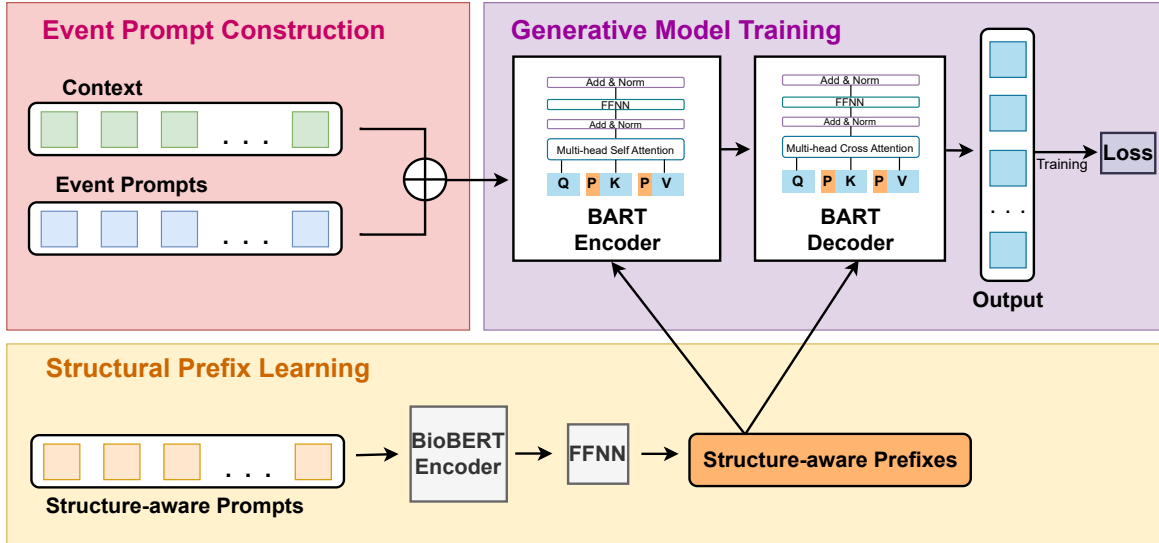 Event Prompt Construction
Context
. . .
Event Prompts
. . .
Generative Model Training
Add & Norm
FFNN
Add & Norm
Multi-head Self Attention
Q P K P V
BART
Encoder
Add & Norm
FFNN
Add & Norm
Multi-head Cross Attention
Q P K P V
BART
Decoder
. . .
Output
Training
Loss
Structural Prefix Learning
. . .
Structure-aware Prompts
BioBERT
Encoder
FFNN
Structure-aware Prefixes